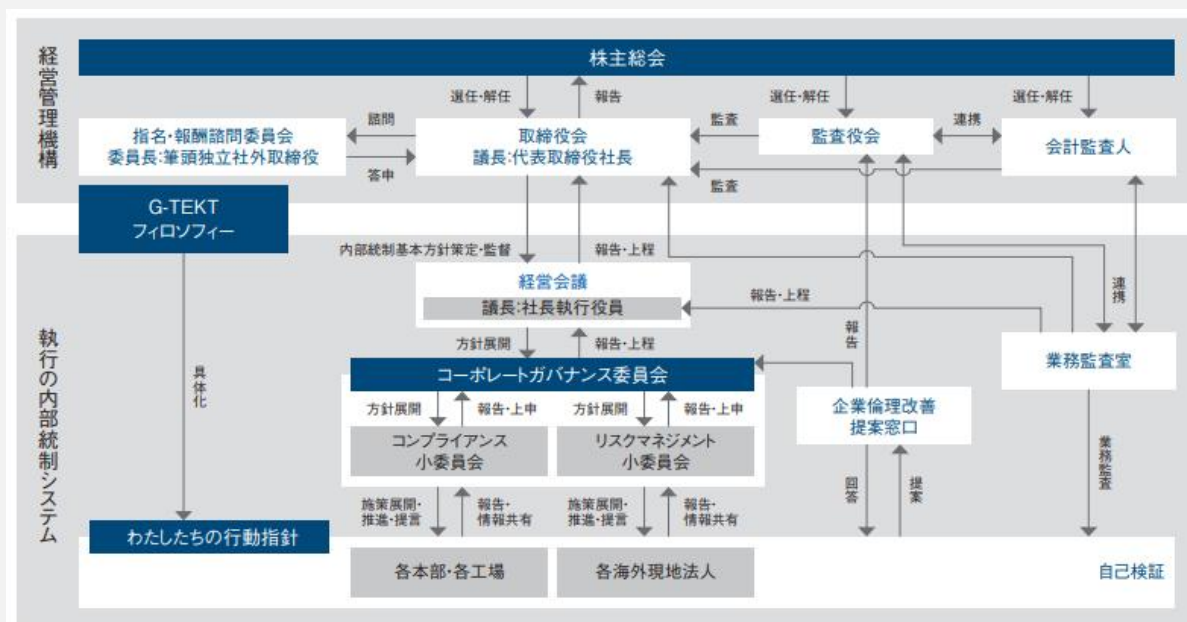 経営管理機構
株主総会
選任・解任
報告
選任・解任
選任・解任
指名・報酬諮問委員会
委員長:筆頭独立社外取締役
諮問
答申
取締役会
議長:代表取締役社長
監査
監査役会
連携
会計監査人
監査
G-TEKT
フィロソフィー
執行の内部統制システム
内部統制基本方針策定・監督
報告・上程
経営会議
議長:社長執行役員
報告・上程
連携
方針展開
報告・上程
報告
業務監査室
コーポレートガバナンス委員会
具体化
方針展開
報告・上申
方針展開
報告・上申
企業倫理改善
提案窓口
コンプライアンス
小委員会
リスクマネジメント
小委員会
業務監査
施策展開・
推進・提言
報告・
情報共有
施策展開・
推進・提言
報告・
情報共有
回答
提案
わたしたちの行動指針
各本部・各工場
各海外現地法人
自己検証